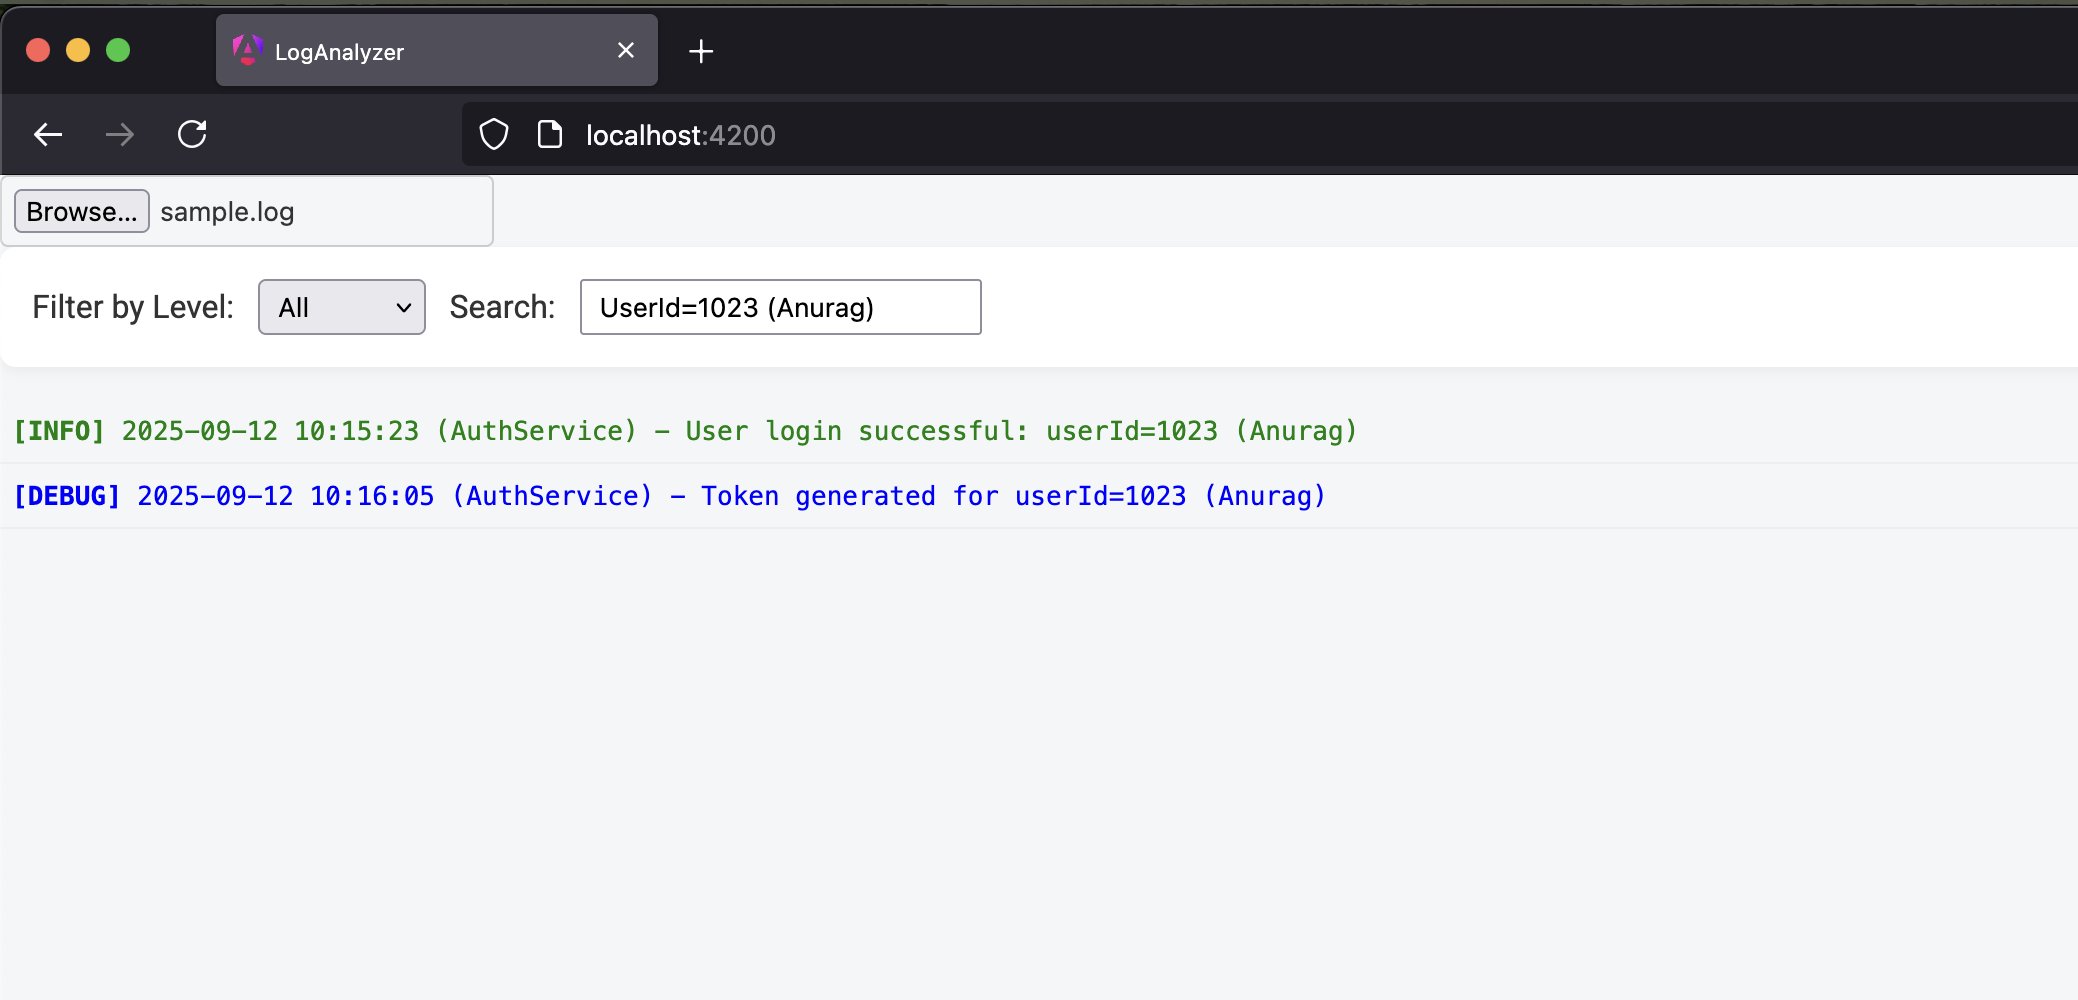 LogAnalyzer
localhost:4200
Browse... sample.log
Filter by Level: All Search: UserId=1023 (Anurag)
[INFO] 2025-09-12 10:15:23 (AuthService) – User login successful: userId=1023 (Anurag)
[DEBUG] 2025-09-12 10:16:05 (AuthService) – Token generated for userId=1023 (Anurag)